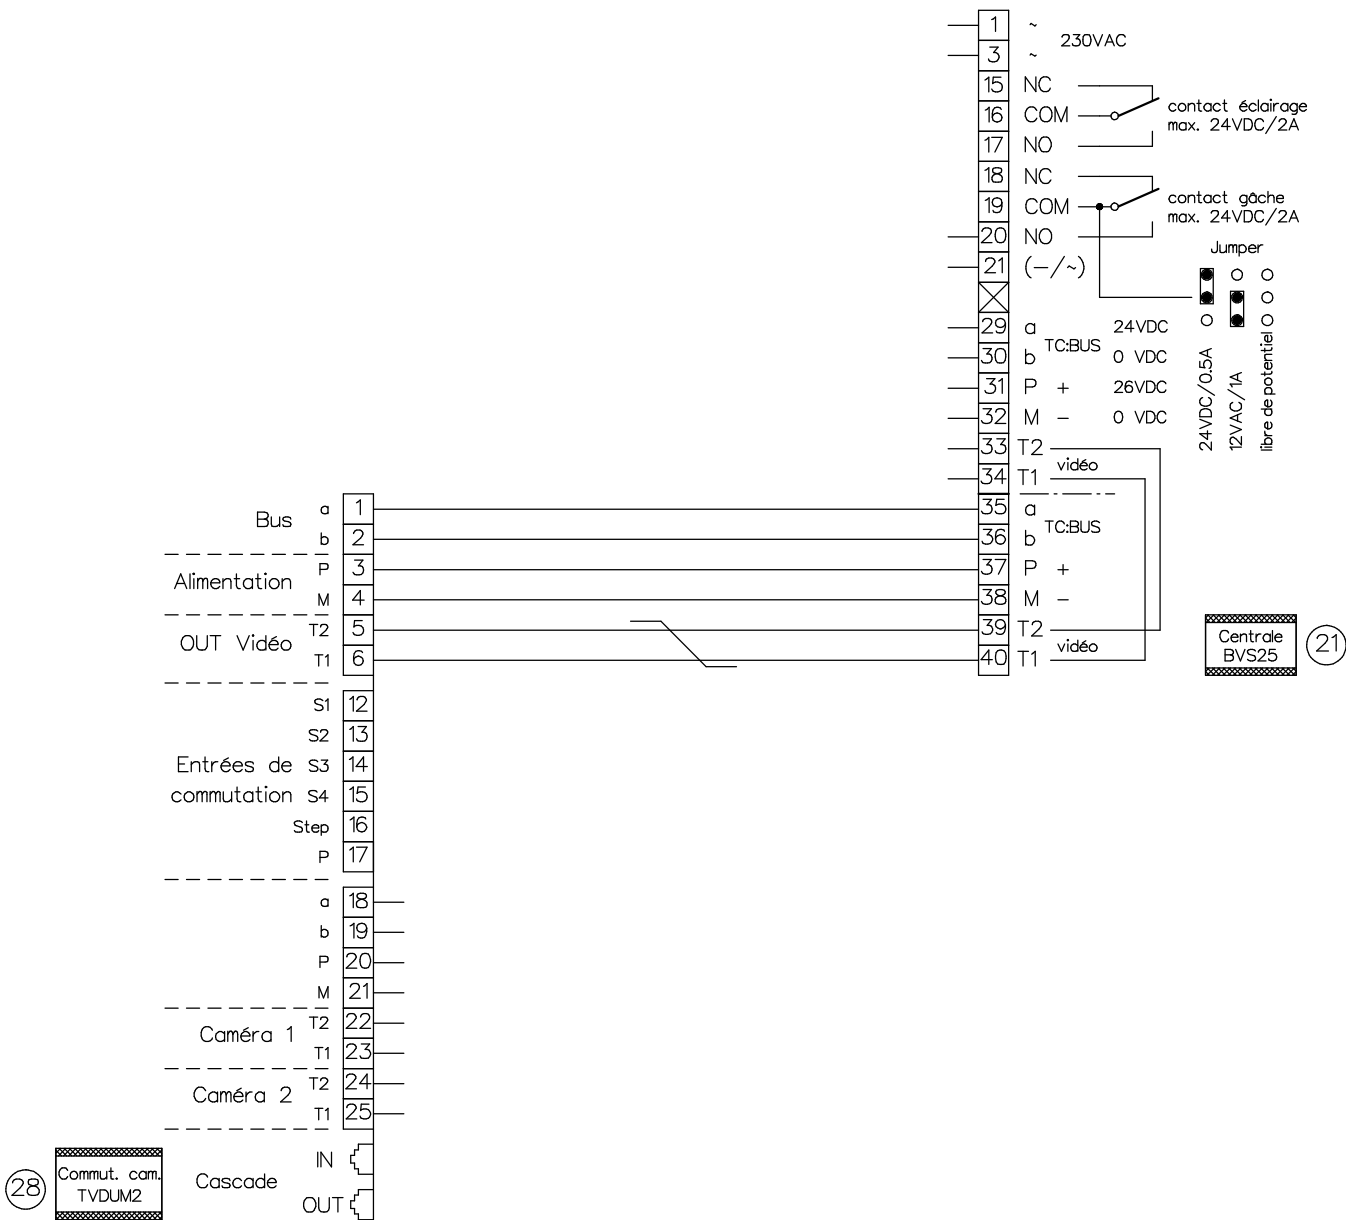 1 ~
230VAC
3 ~
15 NC
16 COM
contact éclairage
max. 24VDC/2A
17 NO
18 NC
19 COM
contact gâche
max. 24VDC/2A
20 NO
Jumper
21 (-/~)
29 a 24VDC
TC:BUS
30 b 0 VDC
31 P + 26VDC
32 M - 0 VDC
24VDC/0.5A
12VAC/1A
libre de potentiel
33 T2
vidéo
34 T1
35 a
TC:BUS
36 b
37 P +
38 M -
39 T2
vidéo
40 T1
Centrale
BVS25
21
Bus
a 1
b 2
Alimentation
P 3
M 4
OUT Vidéo
T2 5
T1 6
S1 12
S2 13
Entrées de S3 14
commutation S4 15
Step 16
P 17
a 18
b 19
P 20
M 21
Caméra 1
T2 22
T1 23
Caméra 2
T2 24
T1 25
IN
Cascade
OUT
28
Commut. cam.
TVDUM2